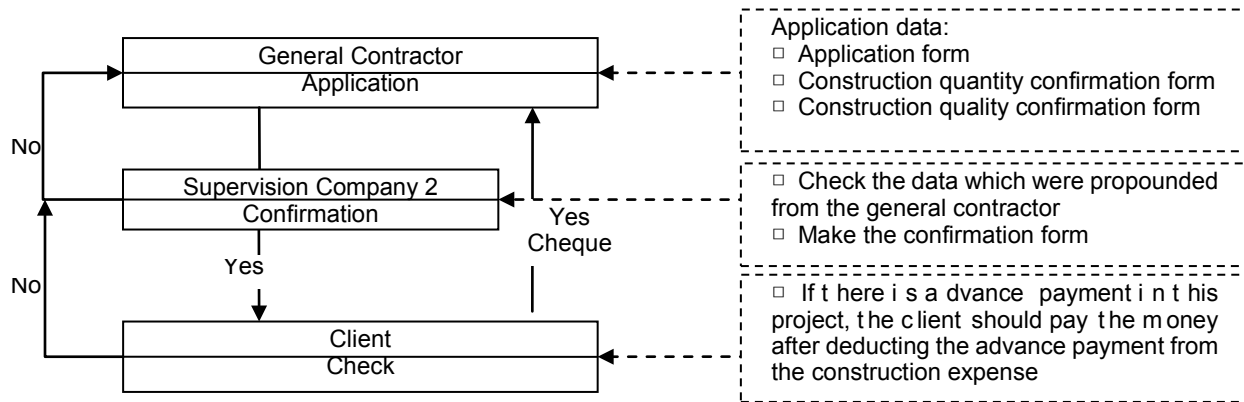 General Contractor
Application
Application data:
□ Application form
□ Construction quantity confirmation form
□ Construction quality confirmation form
No
Supervision Company 2
Confirmation
□ Check the data which were propounded
from the general contractor
□ Make the confirmation form
Yes
Cheque
Yes
No
Client
Check
□ If t here i s a dvance payment i n t his
project, t he c lient should pay t he m oney
after deducting the advance payment from
the construction expense